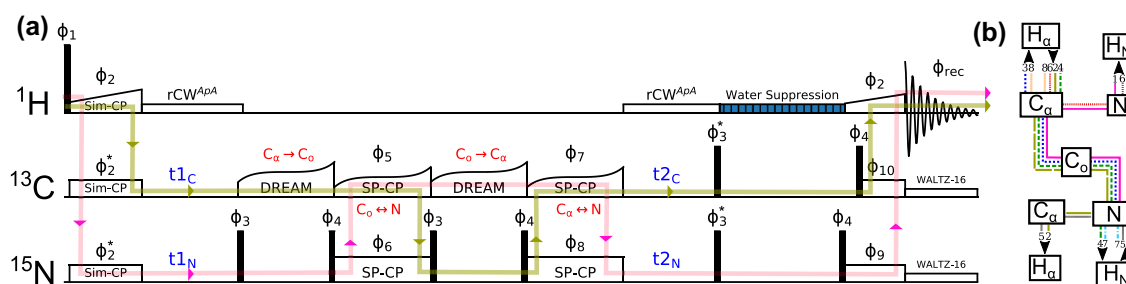 (a)
ϕ1
ϕ2
rCW^ApA
rCW^ApA
ϕ2
ϕrec
1H
Sim-CP
Water Suppression
ϕ2*
Cα → Co
ϕ5
Co → Cα
ϕ7
ϕ3*
ϕ4
13C
Sim-CP
t1C
DREAM
SP-CP
DREAM
SP-CP
t2C
ϕ10
WALTZ-16
Co ↔ N
Cα ↔ N
ϕ2*
ϕ3
ϕ4
ϕ6
ϕ3
ϕ4
ϕ8
ϕ3*
ϕ4
15N
Sim-CP
t1N
SP-CP
SP-CP
t2N
ϕ9
WALTZ-16
(b)
Hα
HN
38
8624
16
Cα
N
Co
Cα
N
52
47
75
Hα
HN